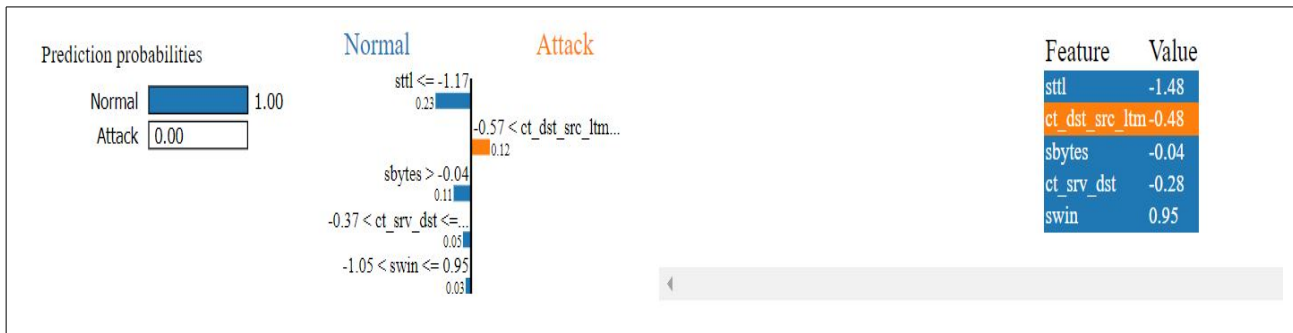 Prediction probabilities
Normal 1.00
Attack 0.00
Normal Attack
sttl <= -1.17
0.23
-0.57 < ct_dst_src_ltm...
0.12
sbytes > -0.04
0.11
-0.37 < ct_srv_dst <=...
0.05
-1.05 < swin <= 0.95
0.03
Feature Value
sttl -1.48
ct_dst_src_ltm -0.48
sbytes -0.04
ct_srv_dst -0.28
swin 0.95